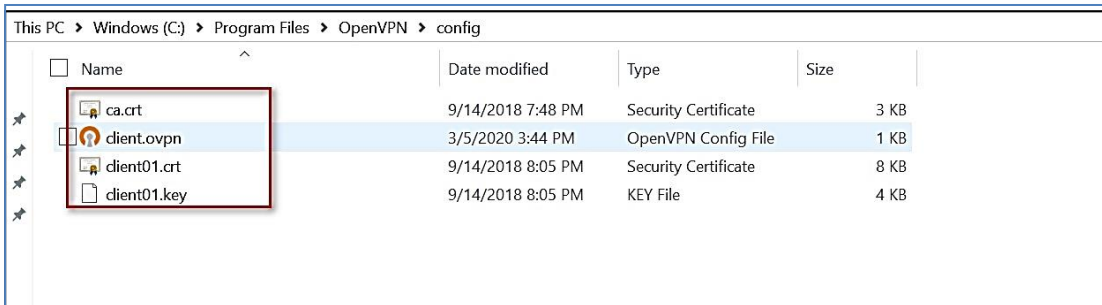 This PC > Windows (C:) > Program Files > OpenVPN > config
Name Date modified Type Size
ca.crt 9/14/2018 7:48 PM Security Certificate 3 KB
client.ovpn 3/5/2020 3:44 PM OpenVPN Config File 1 KB
client01.crt 9/14/2018 8:05 PM Security Certificate 8 KB
client01.key 9/14/2018 8:05 PM KEY File 4 KB